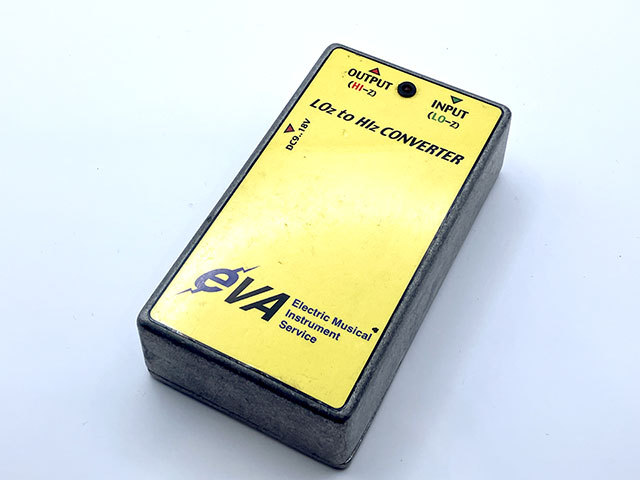 OUTPUT
(HI-Z)
INPUT
(LO-Z)
LOz to HIz CONVERTER
DC9..18V
eVA
Electric Musical
Instrument
Service